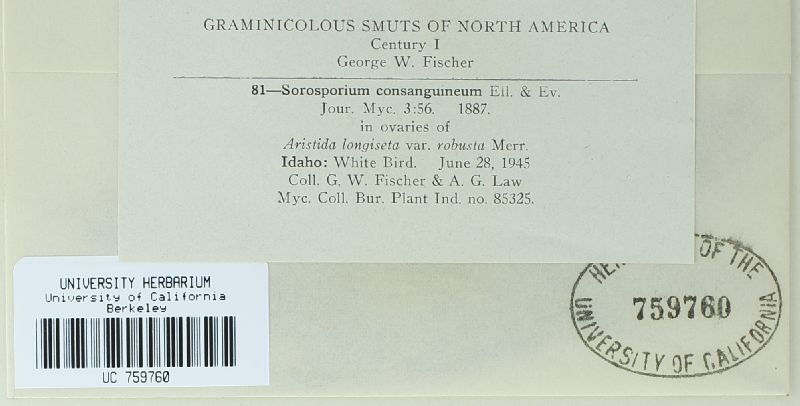 GRAMINICOLOUS SMUTS OF NORTH AMERICA
Century I
George W. Fischer
81—Sorosporium consanguineum Ell. & Ev.
Jour. Myc. 3:56. 1887.
in ovaries of
Aristida longiseta var. robusta Merr.
Idaho: White Bird. June 28, 1945
Coll. G. W. Fischer & A. G. Law
Myc. Coll. Bur. Plant Ind. no. 85325.
UNIVERSITY HERBARIUM
University of California
Berkeley
UC 759760
OF THE
759760
UNIVERSITY OF CALIFORNIA